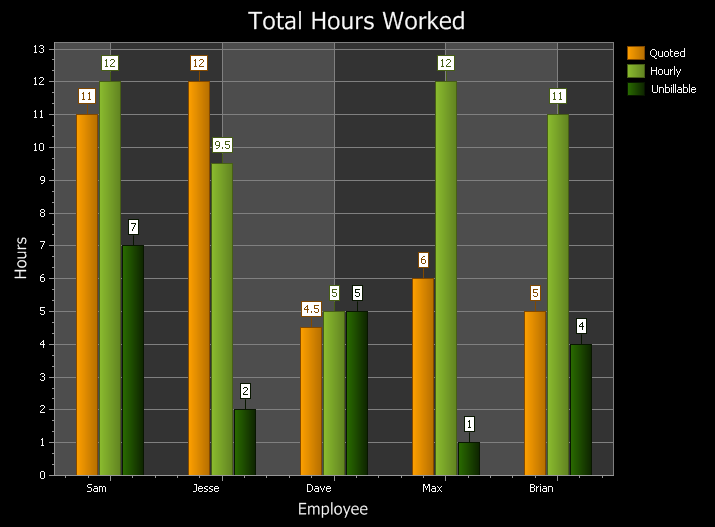 Total Hours Worked
Quoted
Hourly
Unbillable
13
12
11
10
9
8
7
6
5
4
3
2
1
0
Hours
11
12
7
12
9.5
2
4.5
5
5
6
12
1
5
11
4
Sam
Jesse
Dave
Max
Brian
Employee